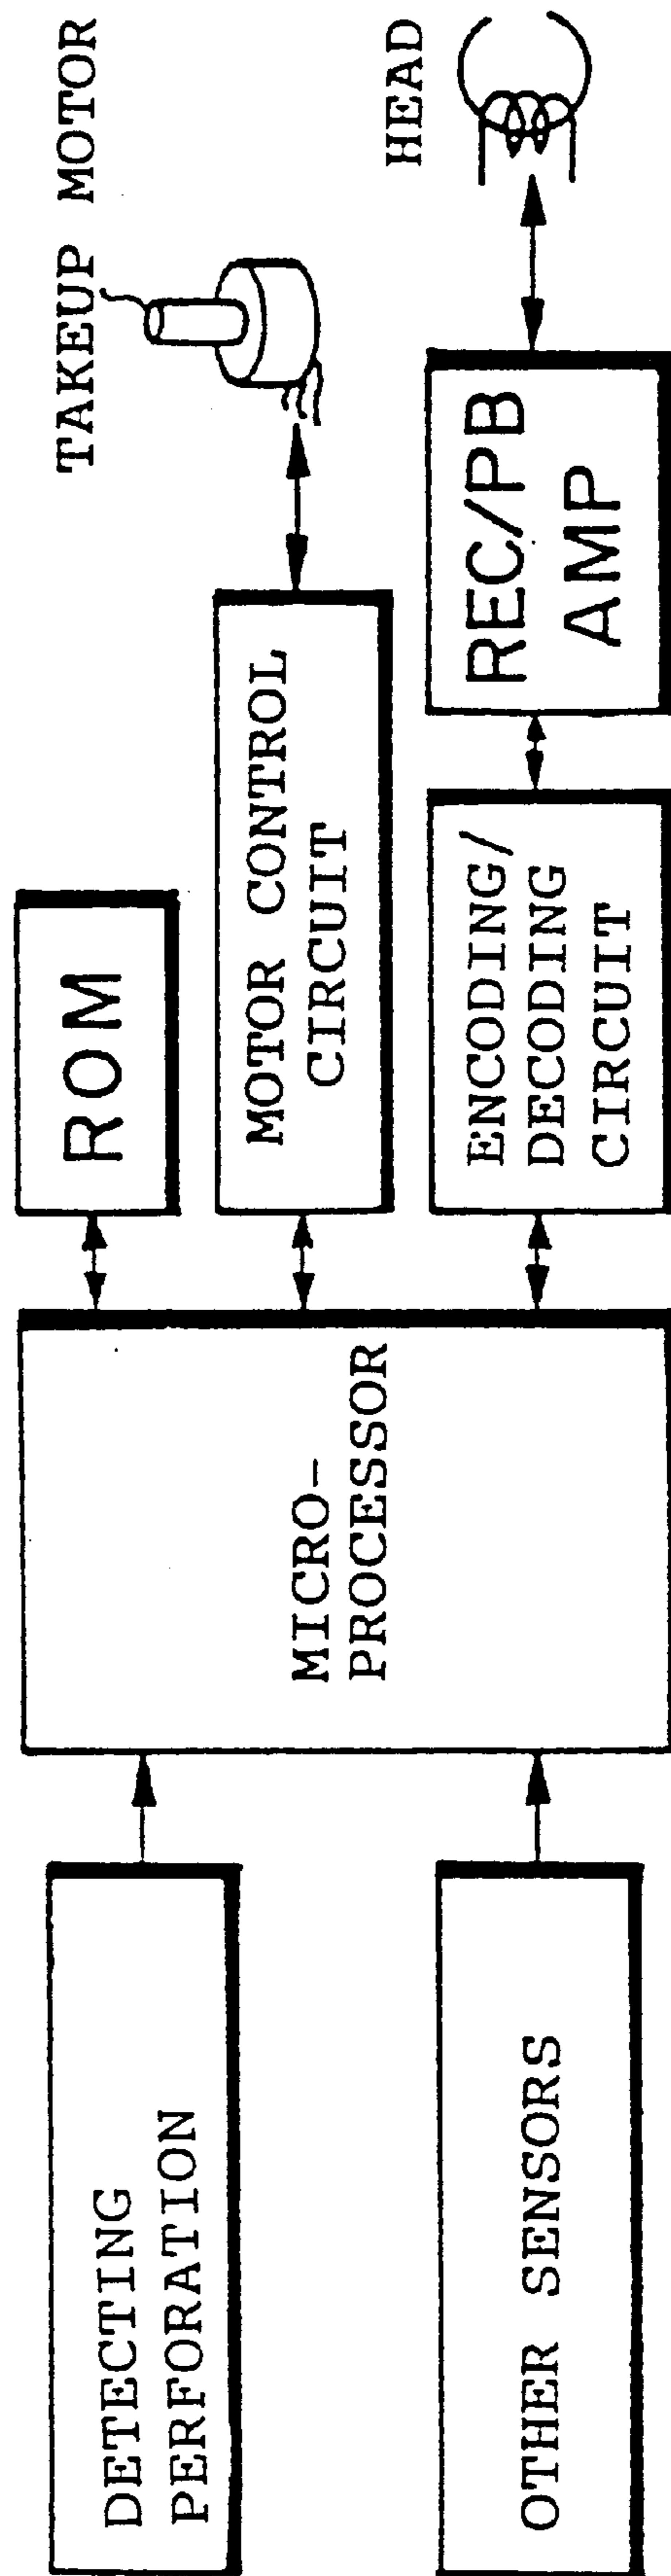 DETECTING
PERFORATION
OTHER SENSORS
MICRO-
PROCESSOR
ROM
MOTOR CONTROL
CIRCUIT
TAKEUP MOTOR
ENCODING/
DECODING
CIRCUIT
REC/PB
AMP
HEAD